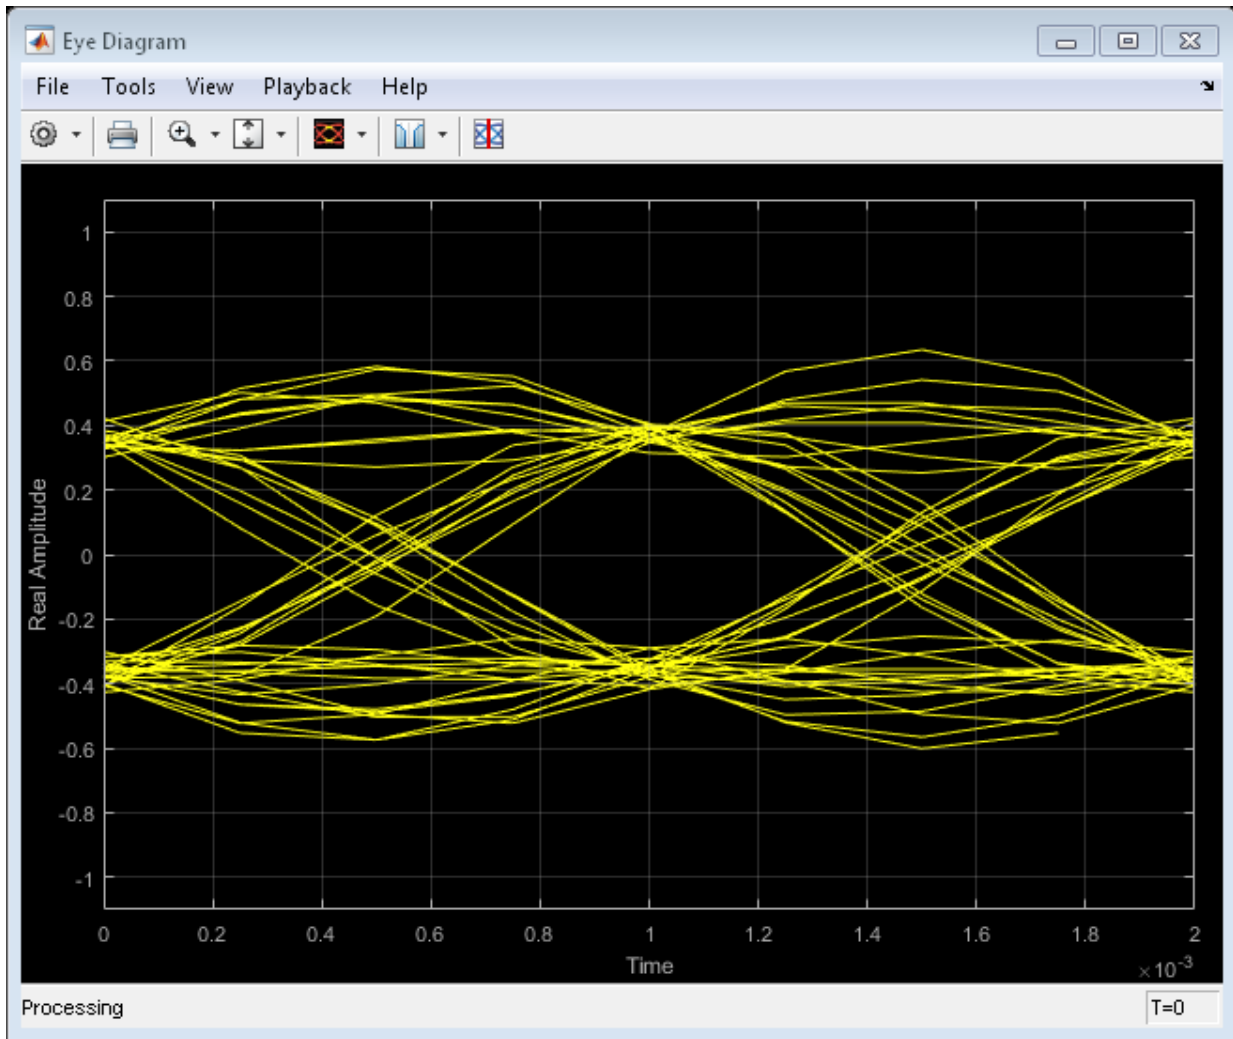 Eye Diagram
File Tools View Playback Help
1
0.8
0.6
0.4
0.2
0
-0.2
-0.4
-0.6
-0.8
-1
Real Amplitude
0 0.2 0.4 0.6 0.8 1 1.2 1.4 1.6 1.8 2
Time
×10-3
Processing T=0